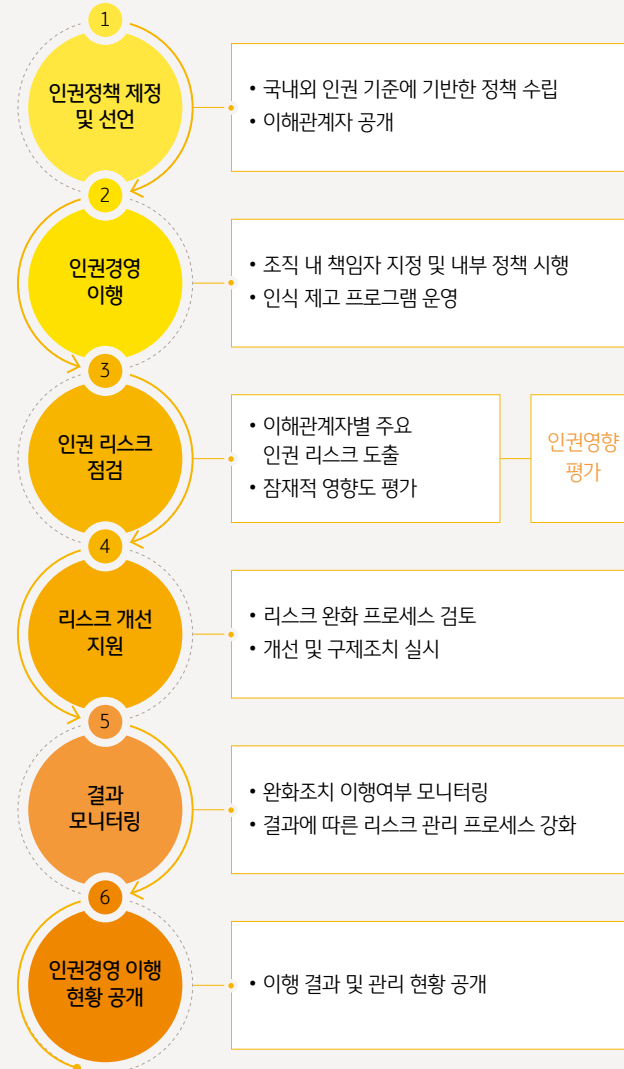 1
인권정책 제정
및 선언
• 국내외 인권 기준에 기반한 정책 수립
• 이해관계자 공개
2
인권경영
이행
• 조직 내 책임자 지정 및 내부 정책 시행
• 인식 제고 프로그램 운영
3
인권 리스크
점검
• 이해관계자별 주요
인권 리스크 도출
• 잠재적 영향도 평가
인권영향
평가
4
리스크 개선
지원
• 리스크 완화 프로세스 검토
• 개선 및 구제조치 실시
5
결과
모니터링
• 완화조치 이행여부 모니터링
• 결과에 따른 리스크 관리 프로세스 강화
6
인권경영 이행
현황 공개
• 이행 결과 및 관리 현황 공개